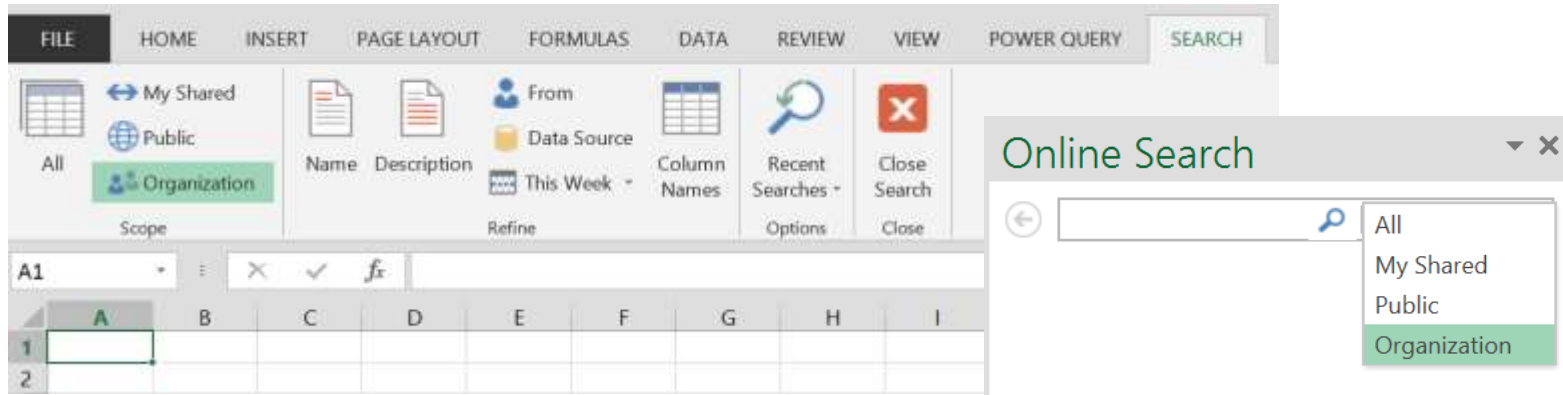 FILE HOME INSERT PAGE LAYOUT FORMULAS DATA REVIEW VIEW POWER QUERY SEARCH
All
My Shared
Public
Organization
Scope
Name
Description
From
Data Source
This Week
Column
Names
Refine
Recent
Searches
Options
Close
Search
Close
A1
fx
A B C D E F G H I
1
2
Online Search
All
My Shared
Public
Organization